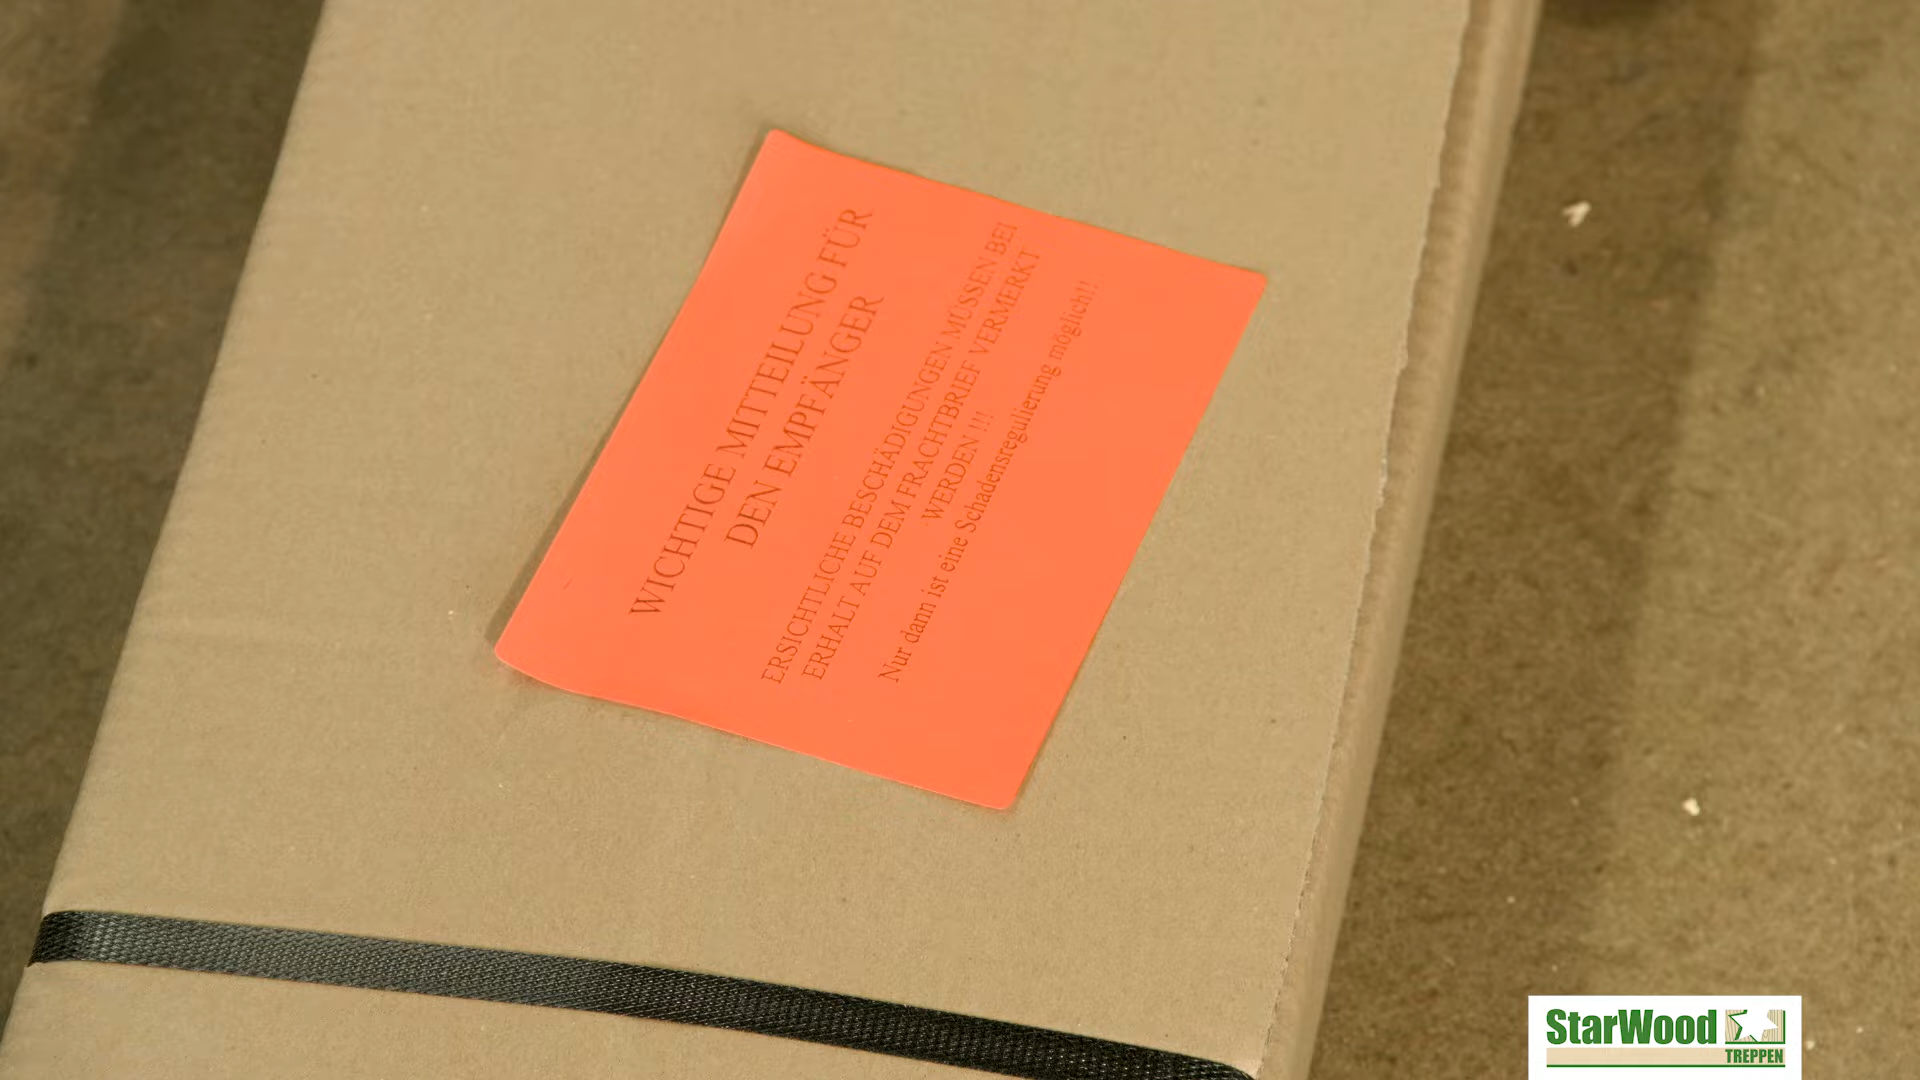 WICHTIGE MITTEILUNG FÜR
DEN EMPFÄNGER
ERSICHTLICHE BESCHÄDIGUNGEN MÜSSEN BEI
ERHALT AUF DEM FRACHTBRIEF VERMERKT
WERDEN !!!
Nur dann ist eine Schadensregulierung möglich!!
StarWood
TREPPEN